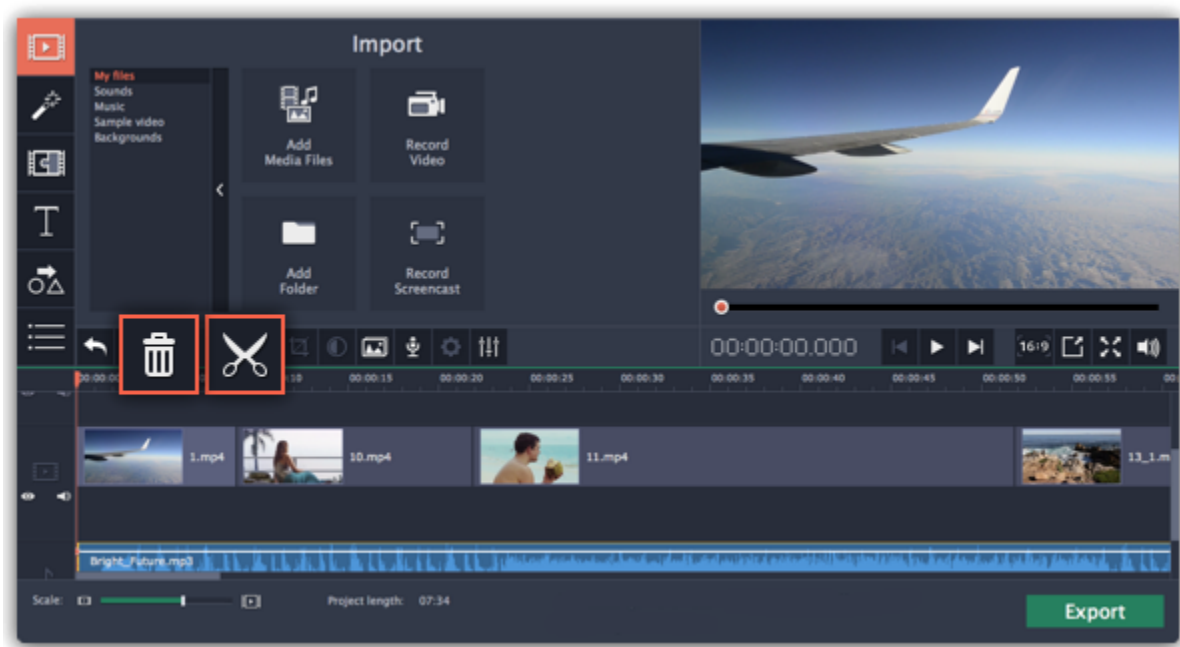 Import
My files
Sounds
Music
Sample video
Backgrounds
Add
Media Files
Record
Video
Add
Folder
Record
Screencast
T
00:00:00.000
16:9
00:00:15
00:00:20
00:00:25
00:00:30
00:00:35
00:00:40
00:00:45
00:00:50
00:00:55
1.mp4
10.mp4
11.mp4
13_1.m
Bright_Future.mp3
Scale:
Project length: 07:34
Export